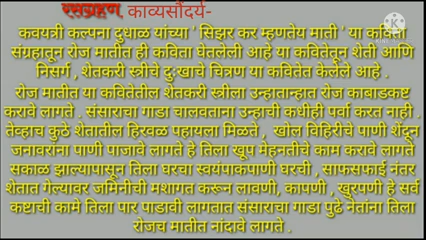 रसग्रहण काव्यसौंदर्य-
कवयत्री कल्पना दुधाळ यांच्या ' सिझर कर म्हणतेय माती ' या कविता
संग्रहातून रोज मातीत ही कविता घेतलेली आहे या कवितेतून शेती आणि
निसर्ग , शेतकरी स्त्रीचे दुःखाचे चित्रण या कवितेत केलेले आहे .
रोज मातीत या कवितेतील शेतकरी स्त्रीला उन्हातान्हात रोज काबाडकष्ट
करावे लागते . संसाराचा गाडा चालवताना उन्हाची कधीही पूर्वा करत नाही .
तेव्हाच कुठे शेतातील हिरवळ पहायला मिळते , खोल विहिरीचे पाणी शेंदून
जनावरांना पाणी पाजावे लागते हे तिला खूप मेहनतीचे काम करावे लागते
सकाळ झाल्यापासून तिला घरचा स्वयंपाकपाणी घरची , साफसफाई नंतर
शेतात गेल्यावर जमिनीची मशागत करून लावणी, कापणी , खुरपणी हे सर्व
कष्टाची कामे तिला पार पाडावी लागतात संसाराचा गाडा पुढे नेतांना तिला
रोजच मातीत नांदावे लागते .
KINEMASTER